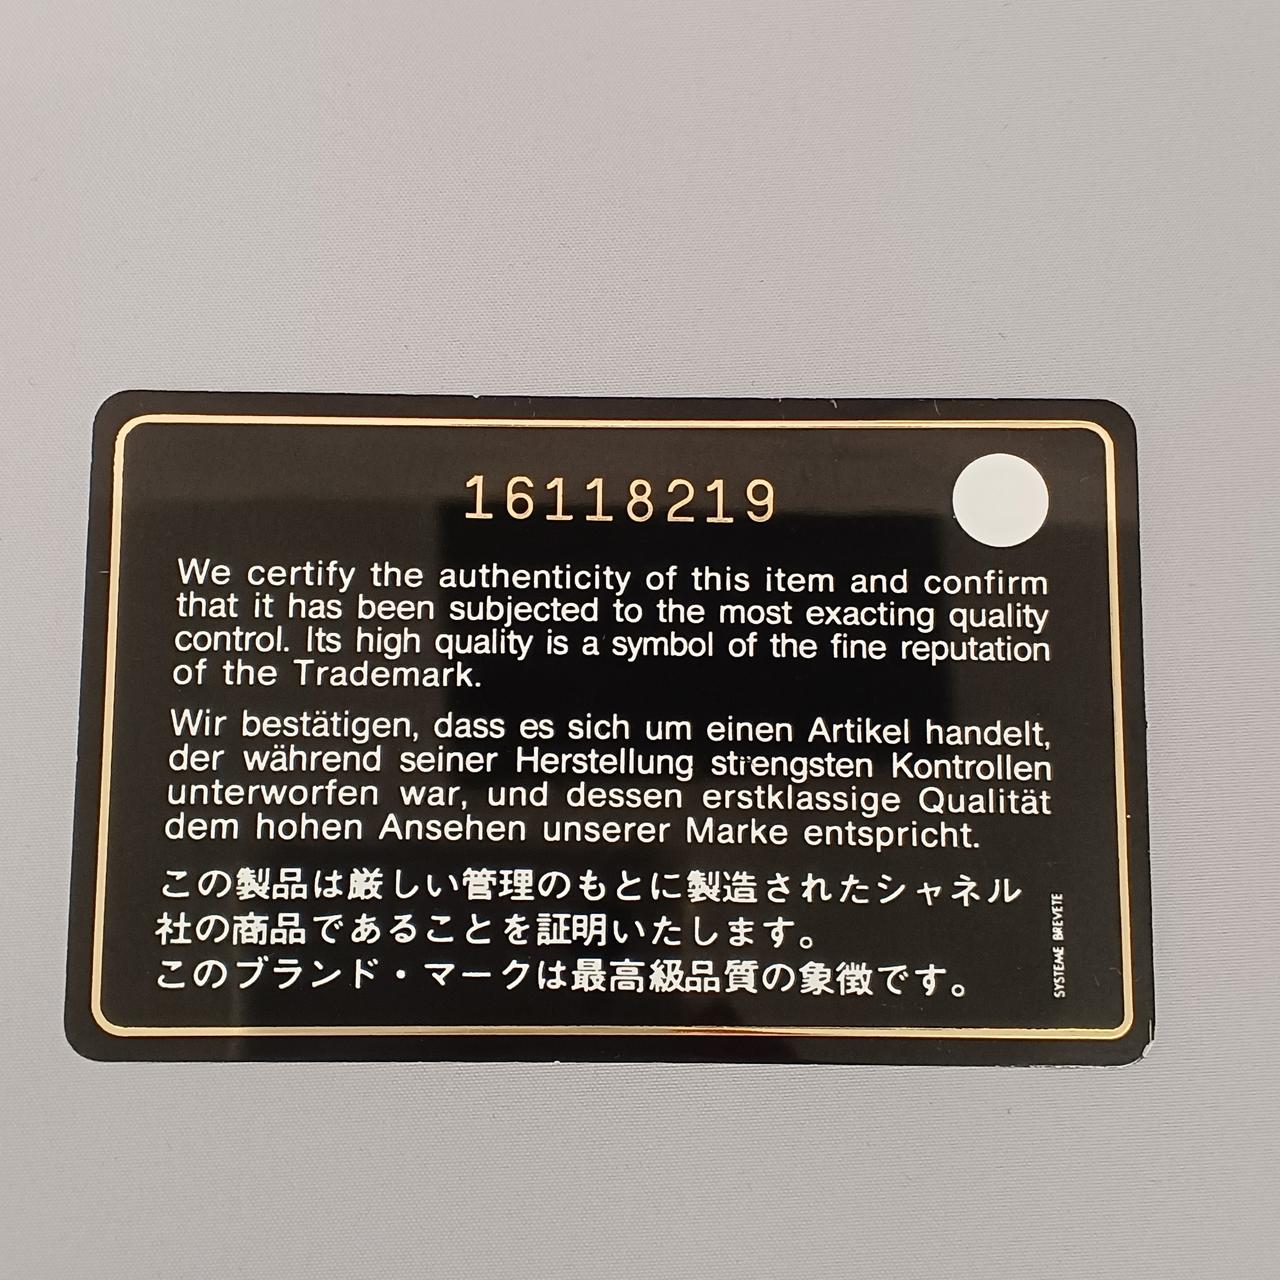 16118219
We certify the authenticity of this item and confirm
that it has been subjected to the most exacting quality
control. Its high quality is a symbol of the fine reputation
of the Trademark.
Wir bestätigen, dass es sich um einen Artikel handelt,
der während seiner Herstellung strengsten Kontrollen
unterworfen war, und dessen erstklassige Qualität
dem hohen Ansehen unserer Marke entspricht.
この製品は厳しい管理のもとに製造されたシャネル
社の商品であることを証明いたします。
このブランド・マークは最高級品質の象徴です。
SYSTEME BREVETE